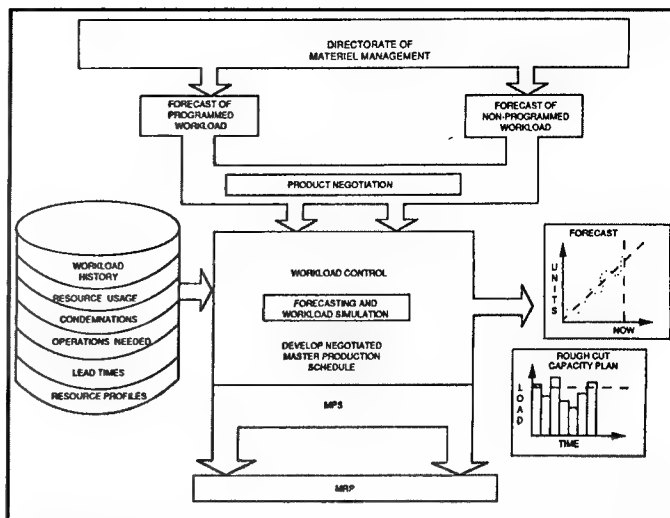 DIRECTORATE OF
MATERIEL MANAGEMENT
FORECAST OF
PROGRAMMED
WORKLOAD
FORECAST OF
NON-PROGRAMMED
WORKLOAD
PRODUCT NEGOTIATION
WORKLOAD
HISTORY
RESOURCE USAGE
CONDEMNATIONS
OPERATIONS NEEDED
LEAD TIMES
RESOURCE PROFILES
WORKLOAD CONTROL
FORECASTING AND
WORKLOAD SIMULATION
DEVELOP NEGOTIATED
MASTER PRODUCTION
SCHEDULE
MPS
MRP
FORECAST
UNITS
NOW
ROUGH CUT
CAPACITY PLAN
LOAD
TIME